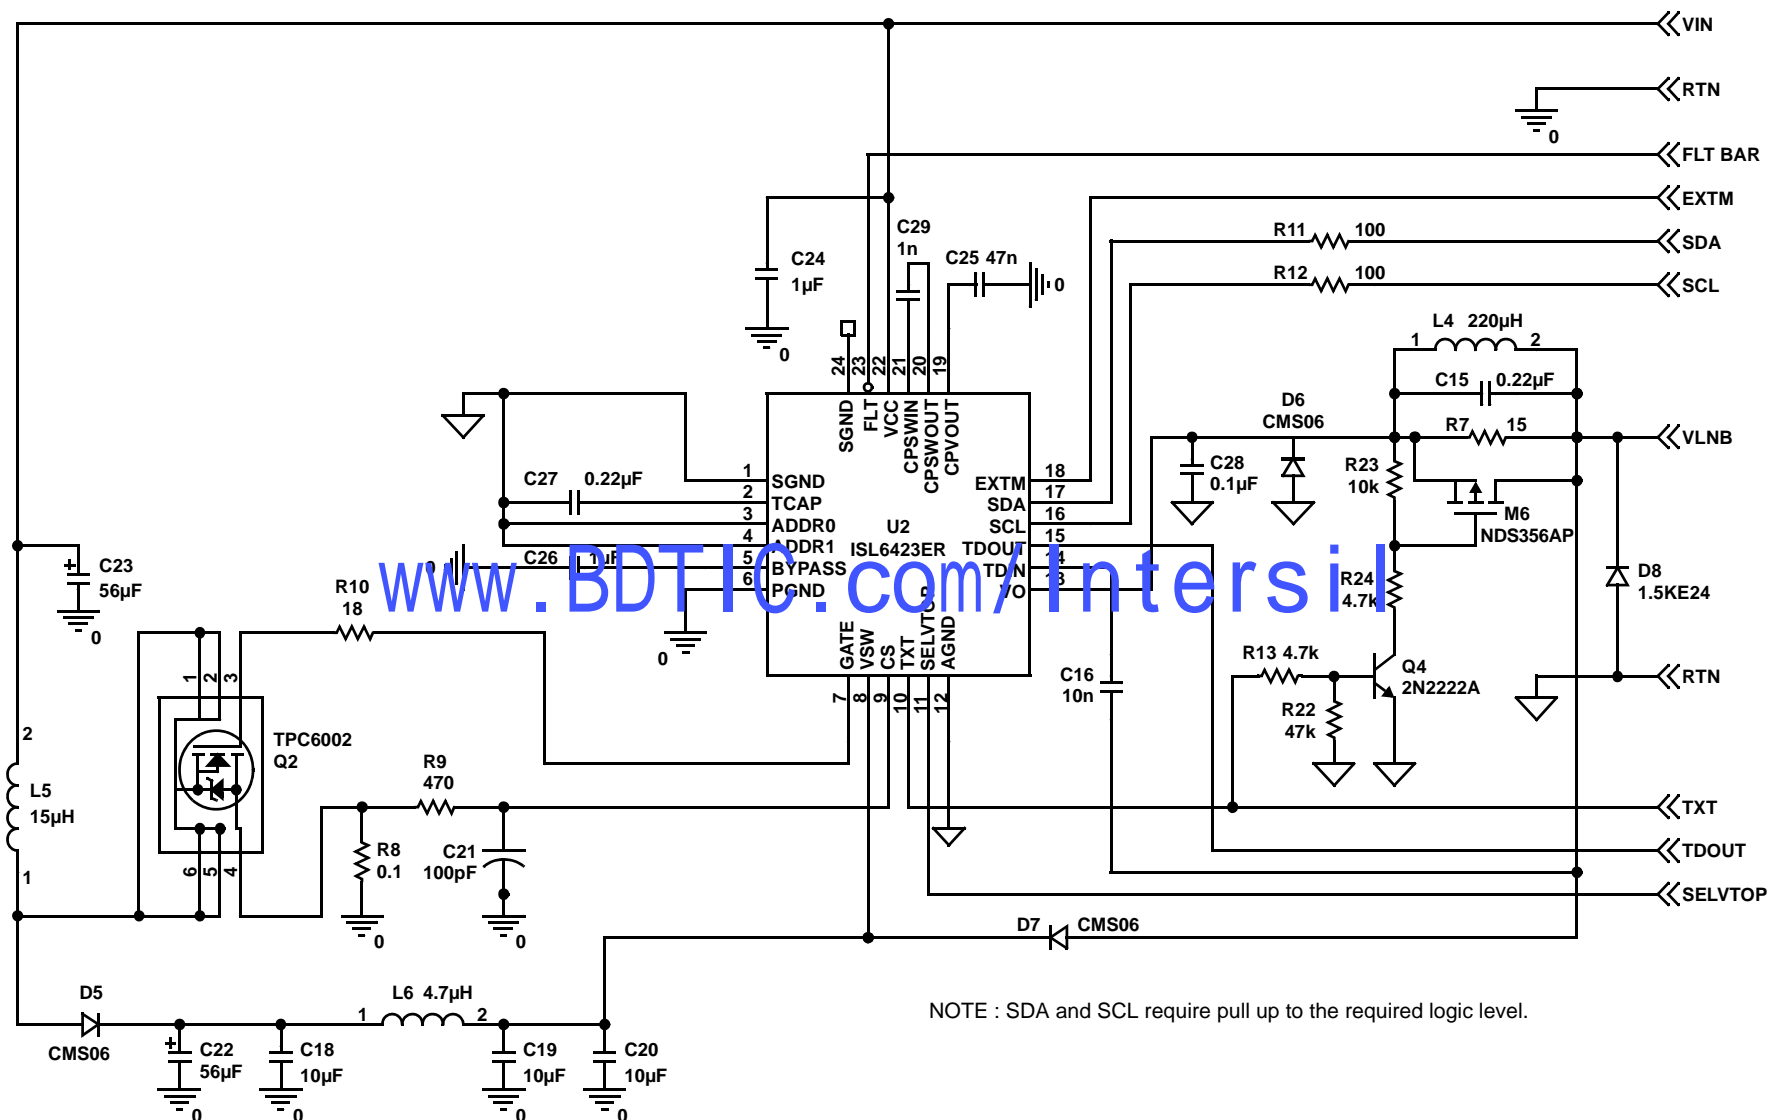 VIN
RTN
0
FLT BAR
EXTM
R11 100
SDA
R12 100
SCL
C29
1n
C25 47n
0
C24
1µF
0
L4 220µH
1 2
C15 0.22µF
D6
CMS06
R7 15
VLNB
24 23 22 21 20 19
SGND FLT VCC CPSWIN CPSWOUT CPVOUT
C28
0.1µF
R23
10k
M6
NDS356AP
C27 0.22µF
1 SGND
2 TCAP
3 ADDR0
4 ADDR1
5 BYPASS
6 PGND
U2
ISL6423ER
EXTM 18
SDA 17
SCL 16
TDOUT 15
TDIN 14
VO 13
C26 1µF
0
www.BDTIC.com/Intersil
R24
4.7k
D8
1.5KE24
C23
56µF
0
R10
18
0
GATE VSW CS TXT SELVTOP AGND
7 8 9 10 11 12
C16
10n
R13 4.7k
Q4
2N2222A
RTN
R22
47k
1 2 3
TPC6002
Q2
6 5 4
2
L5
15µH
1
R9
470
R8
0.1
0
C21
100pF
0
TXT
TDOUT
SELVTOP
D7 CMS06
D5
CMS06
L6 4.7µH
1 2
C22
56µF
0
C18
10µF
0
C19
10µF
0
C20
10µF
0
NOTE : SDA and SCL require pull up to the required logic level.